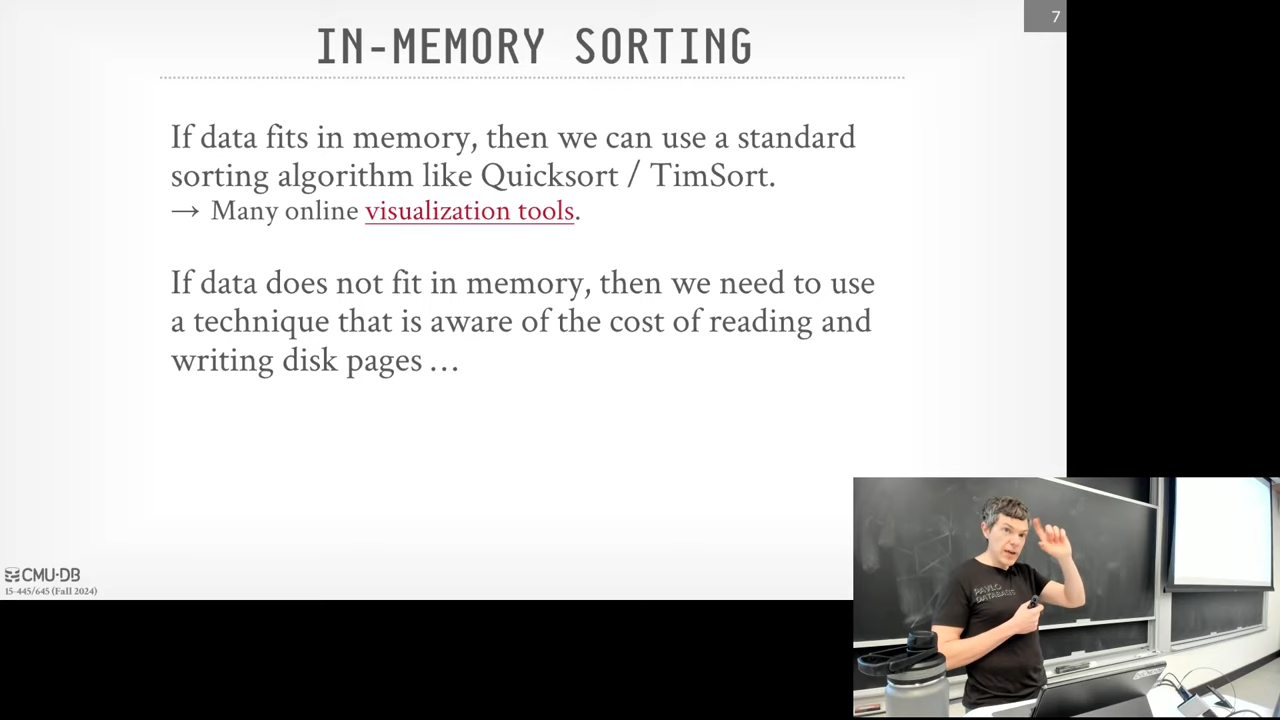 7
IN-MEMORY SORTING
If data fits in memory, then we can use a standard
sorting algorithm like Quicksort / TimSort.
→ Many online visualization tools.
If data does not fit in memory, then we need to use
a technique that is aware of the cost of reading and
writing disk pages ...
CMU·DB
15-445/645 (Fall 2024)
PAVLO
DATABASE